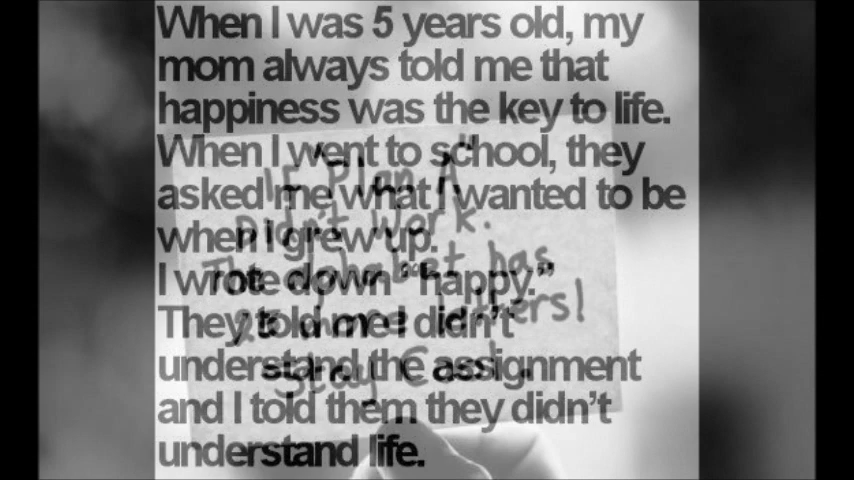 When I was 5 years old, my
mom always told me that
happiness was the key to life.
When I went to school, they
asked me what I wanted to be
when I grew up.
I wrote down “happy.”
They told me I didn’t
understand the assignment
and I told them they didn’t
understand life.
If Plan A
Didn't Work.
The alphabet has
letters!
Stay Cool